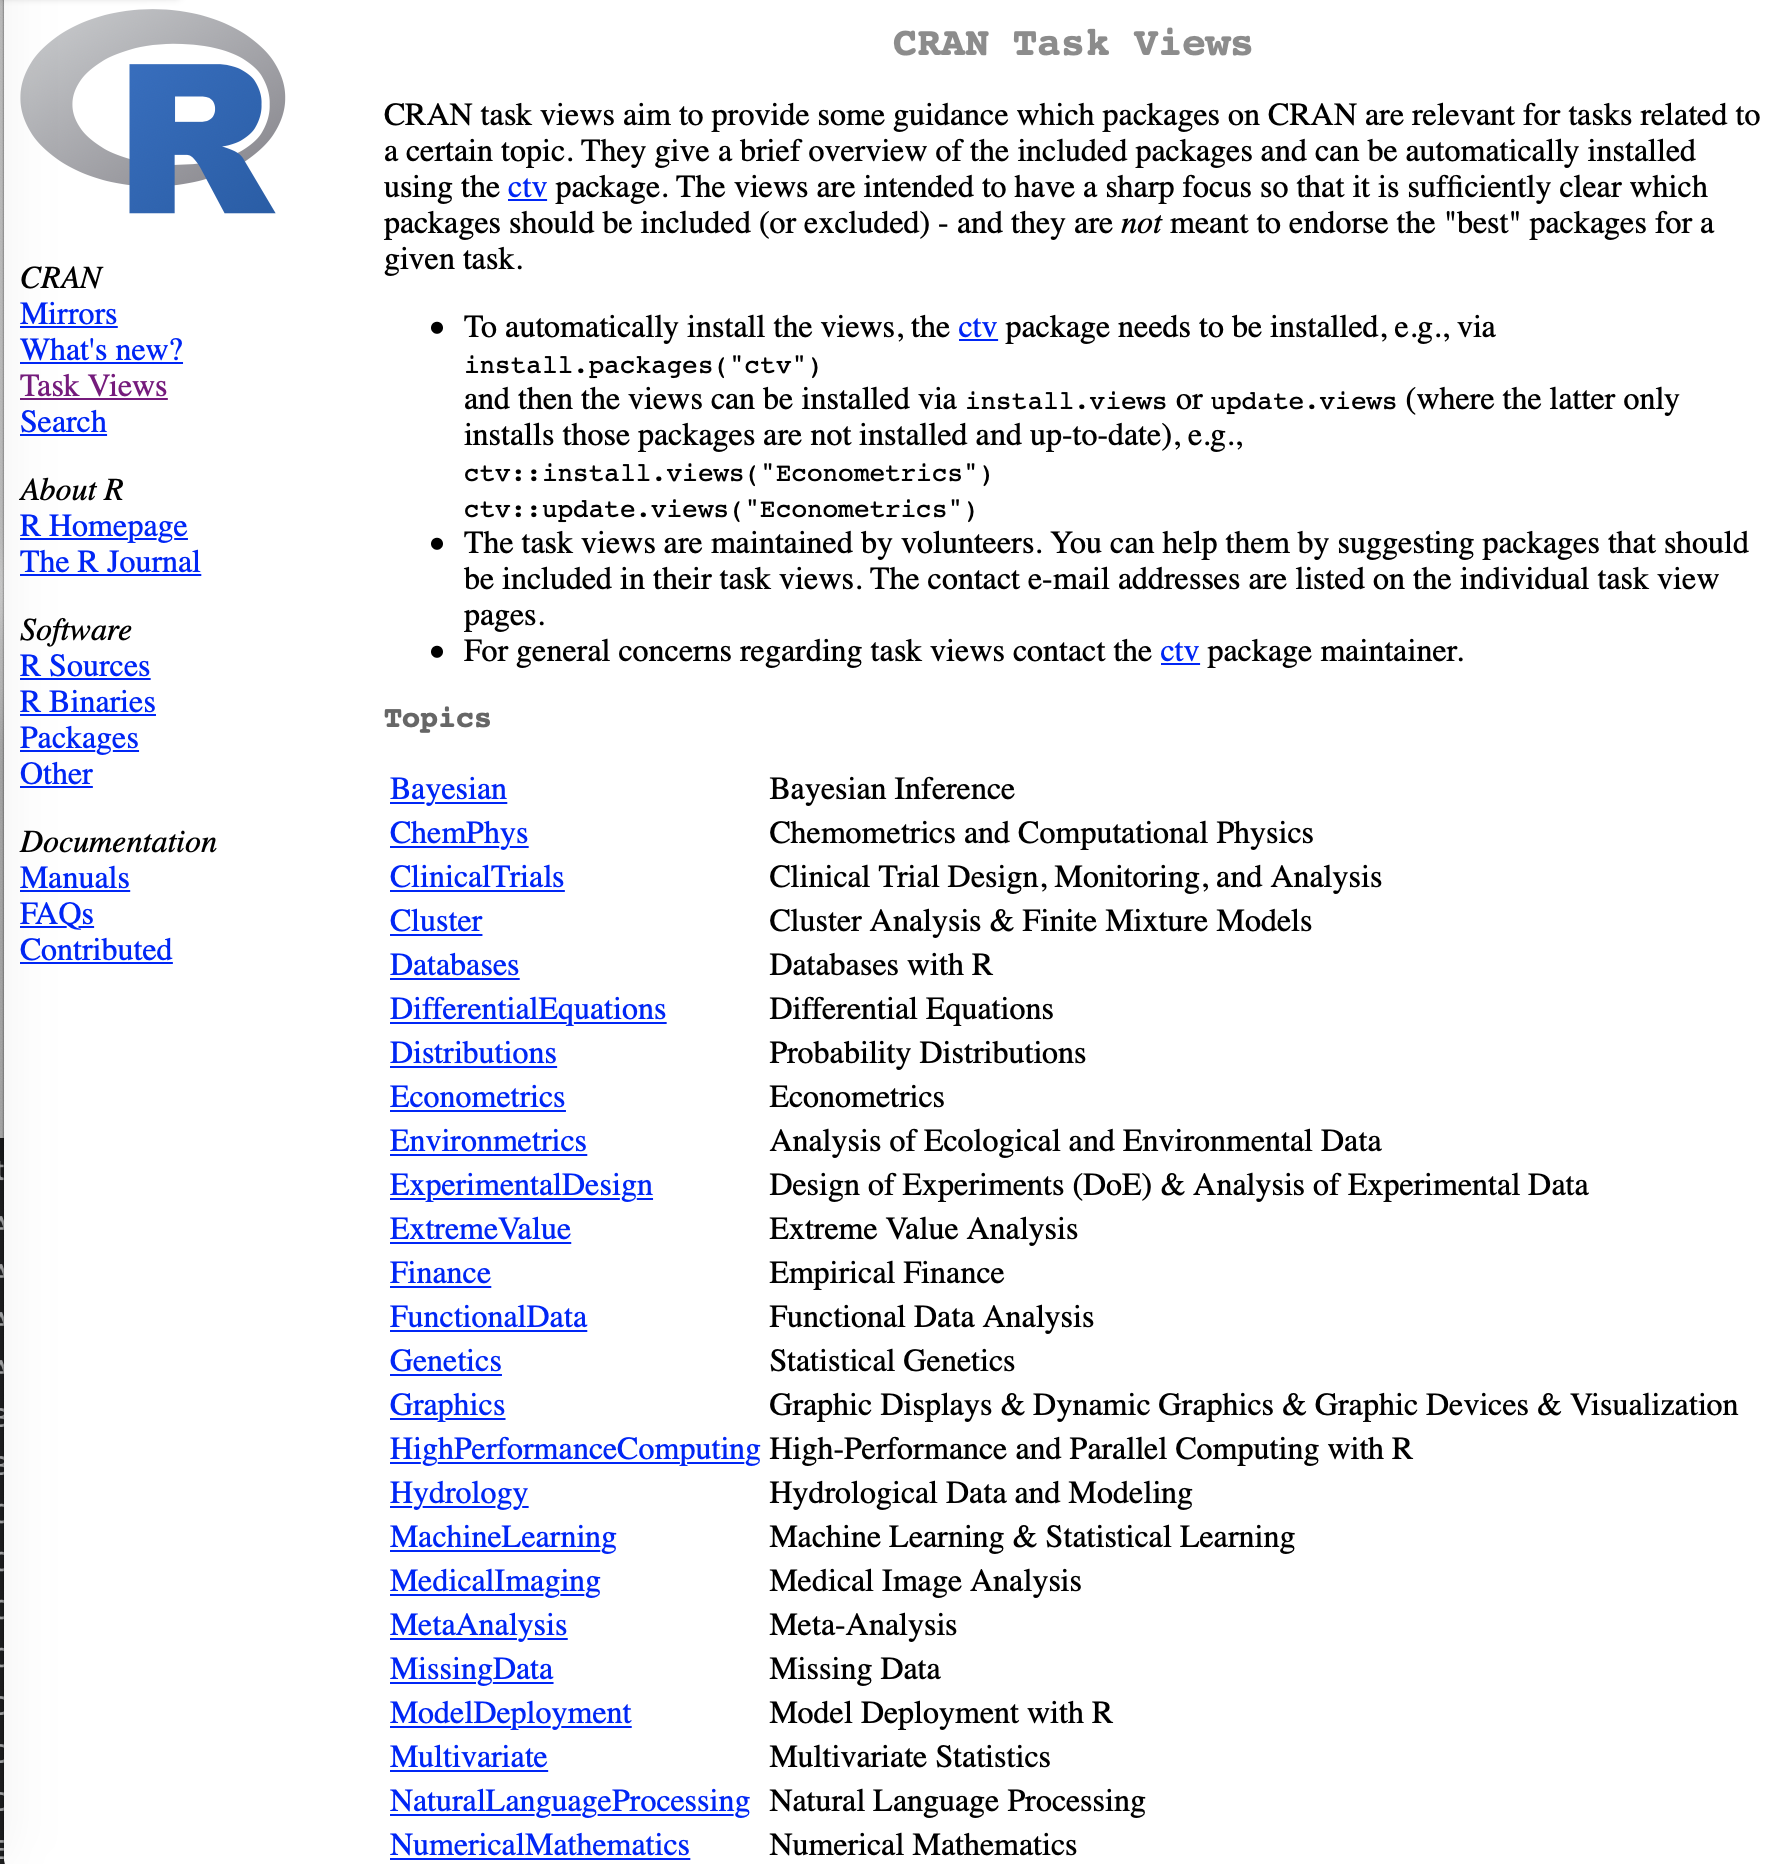 R
CRAN
Mirrors
What's new?
Task Views
Search
About R
R Homepage
The R Journal
Software
R Sources
R Binaries
Packages
Other
Documentation
Manuals
FAQs
Contributed
CRAN Task Views
CRAN task views aim to provide some guidance which packages on CRAN are relevant for tasks related to
a certain topic. They give a brief overview of the included packages and can be automatically installed
using the ctv package. The views are intended to have a sharp focus so that it is sufficiently clear which
packages should be included (or excluded) - and they are not meant to endorse the "best" packages for a
given task.
• To automatically install the views, the ctv package needs to be installed, e.g., via
install.packages("ctv")
and then the views can be installed via install.views or update.views (where the latter only
installs those packages are not installed and up-to-date), e.g.,
ctv::install.views("Econometrics")
ctv::update.views("Econometrics")
• The task views are maintained by volunteers. You can help them by suggesting packages that should
be included in their task views. The contact e-mail addresses are listed on the individual task view
pages.
• For general concerns regarding task views contact the ctv package maintainer.
Topics
Bayesian Bayesian Inference
ChemPhys Chemometrics and Computational Physics
ClinicalTrials Clinical Trial Design, Monitoring, and Analysis
Cluster Cluster Analysis & Finite Mixture Models
Databases Databases with R
DifferentialEquations Differential Equations
Distributions Probability Distributions
Econometrics Econometrics
Environmetrics Analysis of Ecological and Environmental Data
ExperimentalDesign Design of Experiments (DoE) & Analysis of Experimental Data
ExtremeValue Extreme Value Analysis
Finance Empirical Finance
FunctionalData Functional Data Analysis
Genetics Statistical Genetics
Graphics Graphic Displays & Dynamic Graphics & Graphic Devices & Visualization
HighPerformanceComputing High-Performance and Parallel Computing with R
Hydrology Hydrological Data and Modeling
MachineLearning Machine Learning & Statistical Learning
MedicalImaging Medical Image Analysis
MetaAnalysis Meta-Analysis
MissingData Missing Data
ModelDeployment Model Deployment with R
Multivariate Multivariate Statistics
NaturalLanguageProcessing Natural Language Processing
NumericalMathematics Numerical Mathematics